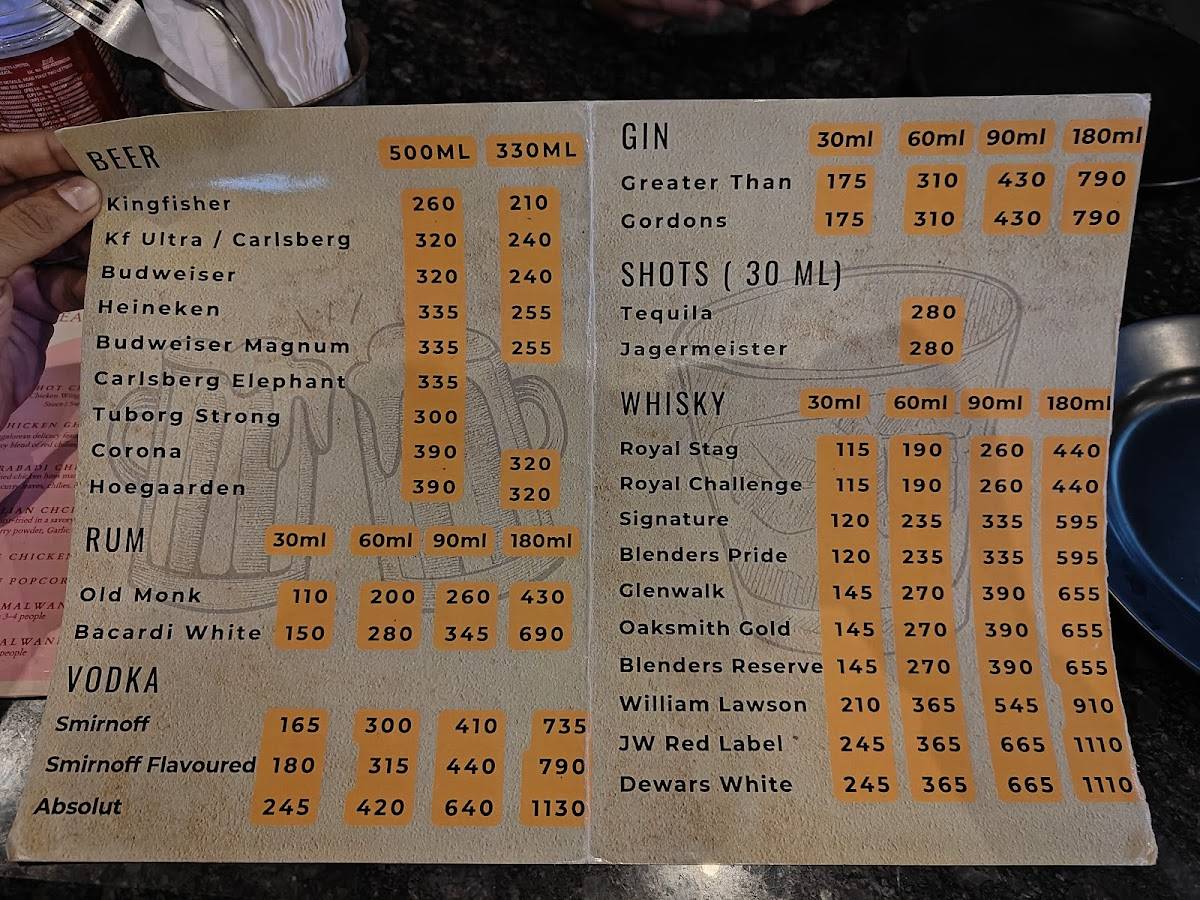 BEER 500ML 330ML
Kingfisher 260 210
Kf Ultra / Carlsberg 320 240
Budweiser 320 240
Heineken 335 255
Budweiser Magnum 335 255
Carlsberg Elephant 335
Tuborg Strong 300
Corona 390 320
Hoegaarden 390 320
RUM 30ml 60ml 90ml 180ml
Old Monk 110 200 260 430
Bacardi White 150 280 345 690
VODKA
Smirnoff 165 300 410 735
Smirnoff Flavoured 180 315 440 790
Absolut 245 420 640 1130
GIN 30ml 60ml 90ml 180ml
Greater Than 175 310 430 790
Gordons 175 310 430 790
SHOTS ( 30 ML)
Tequila 280
Jagermeister 280
WHISKY 30ml 60ml 90ml 180ml
Royal Stag 115 190 260 440
Royal Challenge 115 190 260 440
Signature 120 235 335 595
Blenders Pride 120 235 335 595
Glenwalk 145 270 390 655
Oaksmith Gold 145 270 390 655
Blenders Reserve 145 270 390 655
William Lawson 210 365 545 910
JW Red Label 245 365 665 1110
Dewars White 245 365 665 1110
CHICKEN
POPCOR
3-4 people
people